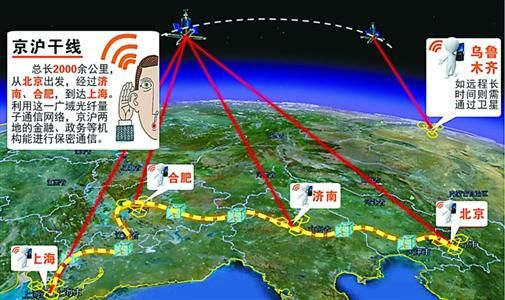 京沪干线
总长2000余公里,
从北京出发，经过济
南、合肥，到达上海。
利用这一广域光纤量
子通信网络，京沪两
地的金融、政务等机
构能进行保密通信。
乌鲁
木齐
如远程长
时间则需
通过卫星
合肥
济南
北京
上海